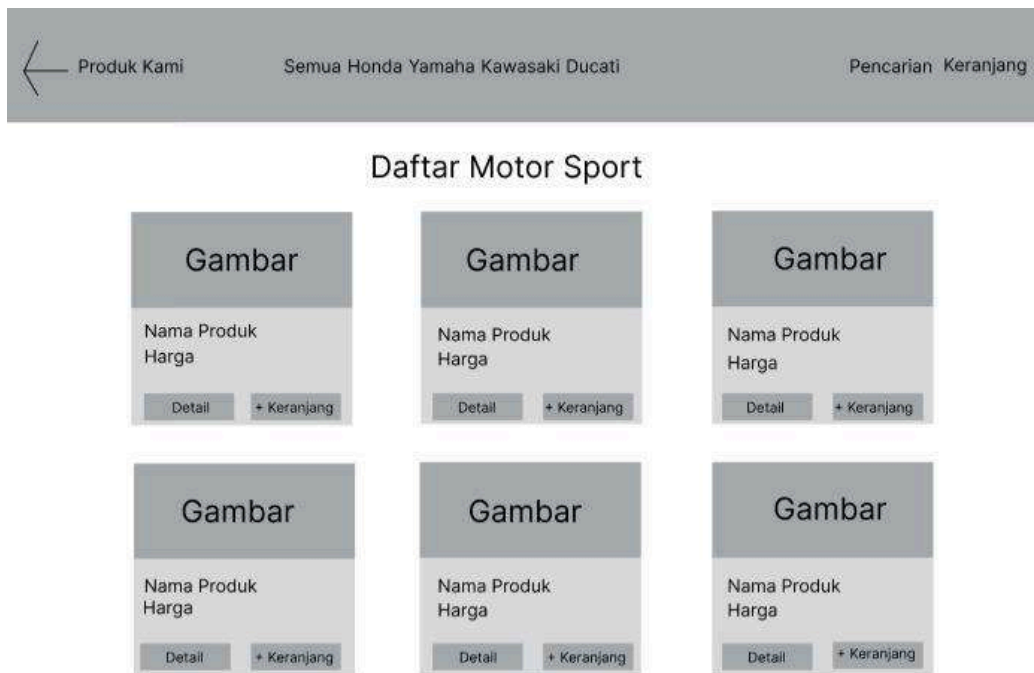 Produk Kami
Semua Honda Yamaha Kawasaki Ducati
Pencarian
Keranjang
Daftar Motor Sport
Gambar
Nama Produk
Harga
Detail
+ Keranjang
Gambar
Nama Produk
Harga
Detail
+ Keranjang
Gambar
Nama Produk
Harga
Detail
+ Keranjang
Gambar
Nama Produk
Harga
Detail
+ Keranjang
Gambar
Nama Produk
Harga
Detail
+ Keranjang
Gambar
Nama Produk
Harga
Detail
+ Keranjang